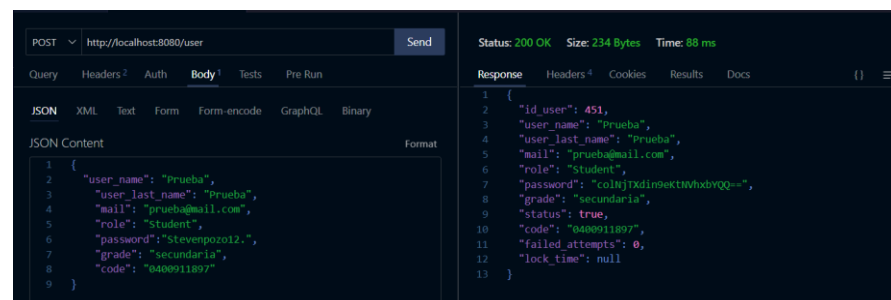 POST http://localhost:8080/user Send
Query Headers 2 Auth Body 1 Tests Pre Run
JSON XML Text Form Form-encode GraphQL Binary
JSON Content Format
1 {
2 "user_name": "Prueba",
3 "user_last_name": "Prueba",
4 "mail": "prueba@mail.com",
5 "role": "Student",
6 "password":"Stevenpozo12.",
7 "grade": "secundaria",
8 "code": "0400911897"
9 }
Status: 200 OK Size: 234 Bytes Time: 88 ms
Response Headers 4 Cookies Results Docs {} ≡
1 {
2 "id_user": 451,
3 "user_name": "Prueba",
4 "user_last_name": "Prueba",
5 "mail": "prueba@mail.com",
6 "role": "Student",
7 "password": "colNjTXdin9eKtNVhxbYQQ==",
8 "grade": "secundaria",
9 "status": true,
10 "code": "0400911897",
11 "failed_attempts": 0,
12 "lock_time": null
13 }